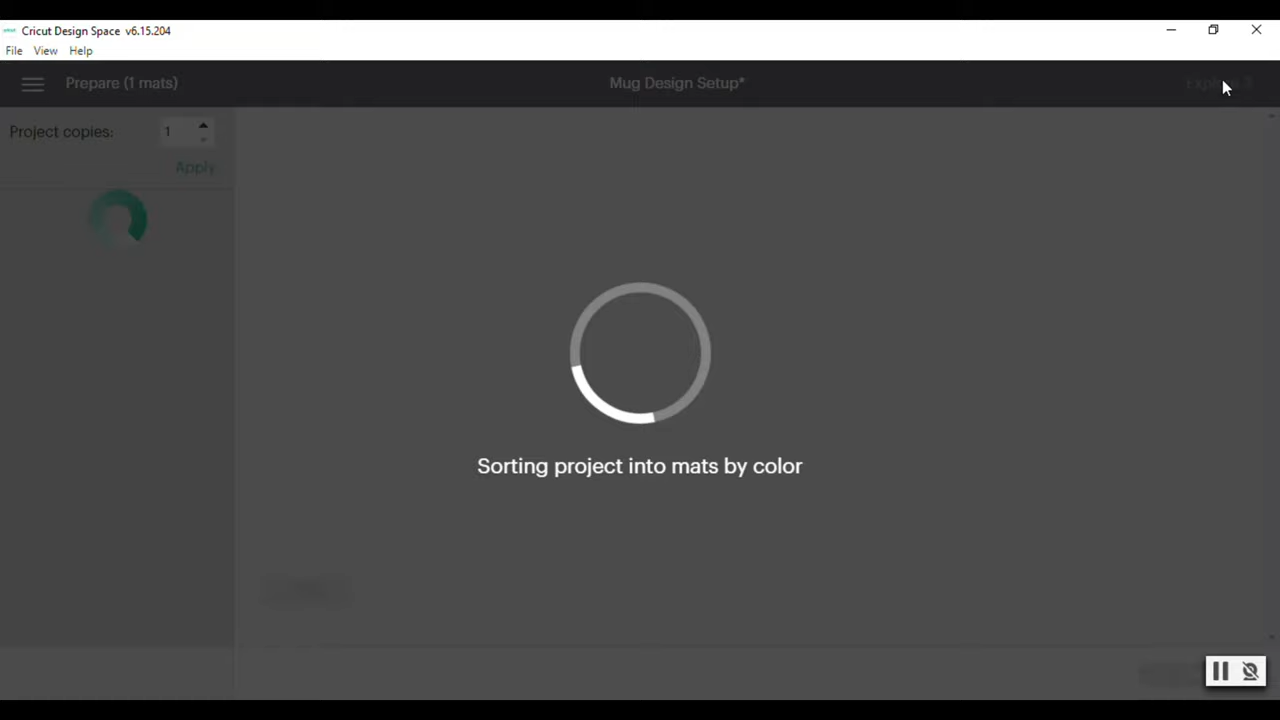 Cricut Design Space v6.15.204
File View Help
Prepare (1 mats)
Mug Design Setup*
Project copies: 1
Apply
Sorting project into mats by color